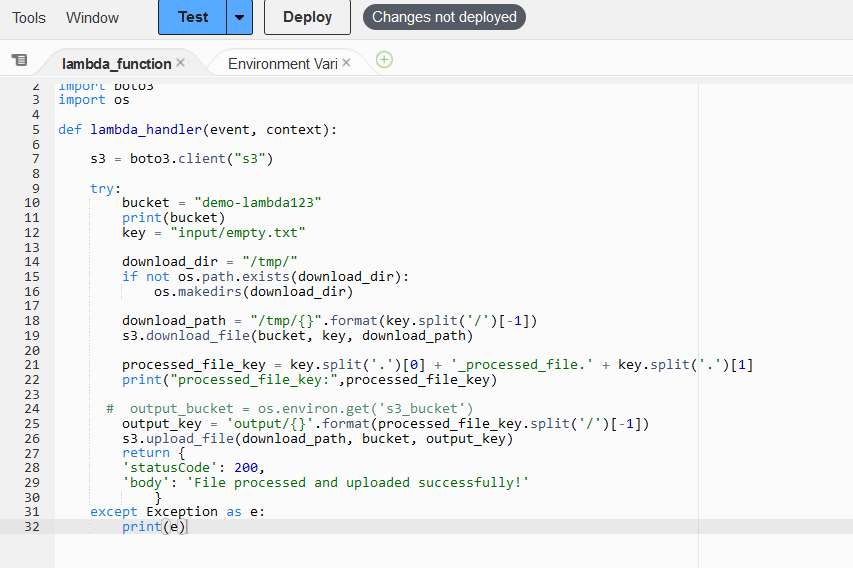 Tools Window Test Deploy Changes not deployed
lambda_function × Environment Vari ×
2 import boto3
3 import os
4
5 def lambda_handler(event, context):
6
7     s3 = boto3.client("s3")
8
9     try:
10         bucket = "demo-lambda123"
11         print(bucket)
12         key = "input/empty.txt"
13
14         download_dir = "/tmp/"
15         if not os.path.exists(download_dir):
16             os.makedirs(download_dir)
17
18         download_path = "/tmp/{}".format(key.split('/')[-1])
19         s3.download_file(bucket, key, download_path)
20
21         processed_file_key = key.split('.')[0] + '_processed_file.' + key.split('.')[1]
22         print("processed_file_key:",processed_file_key)
23
24       #  output_bucket = os.environ.get('s3_bucket')
25         output_key = 'output/{}'.format(processed_file_key.split('/')[-1])
26         s3.upload_file(download_path, bucket, output_key)
27         return {
28         'statusCode': 200,
29         'body': 'File processed and uploaded successfully!'
30             }
31     except Exception as e:
32         print(e)